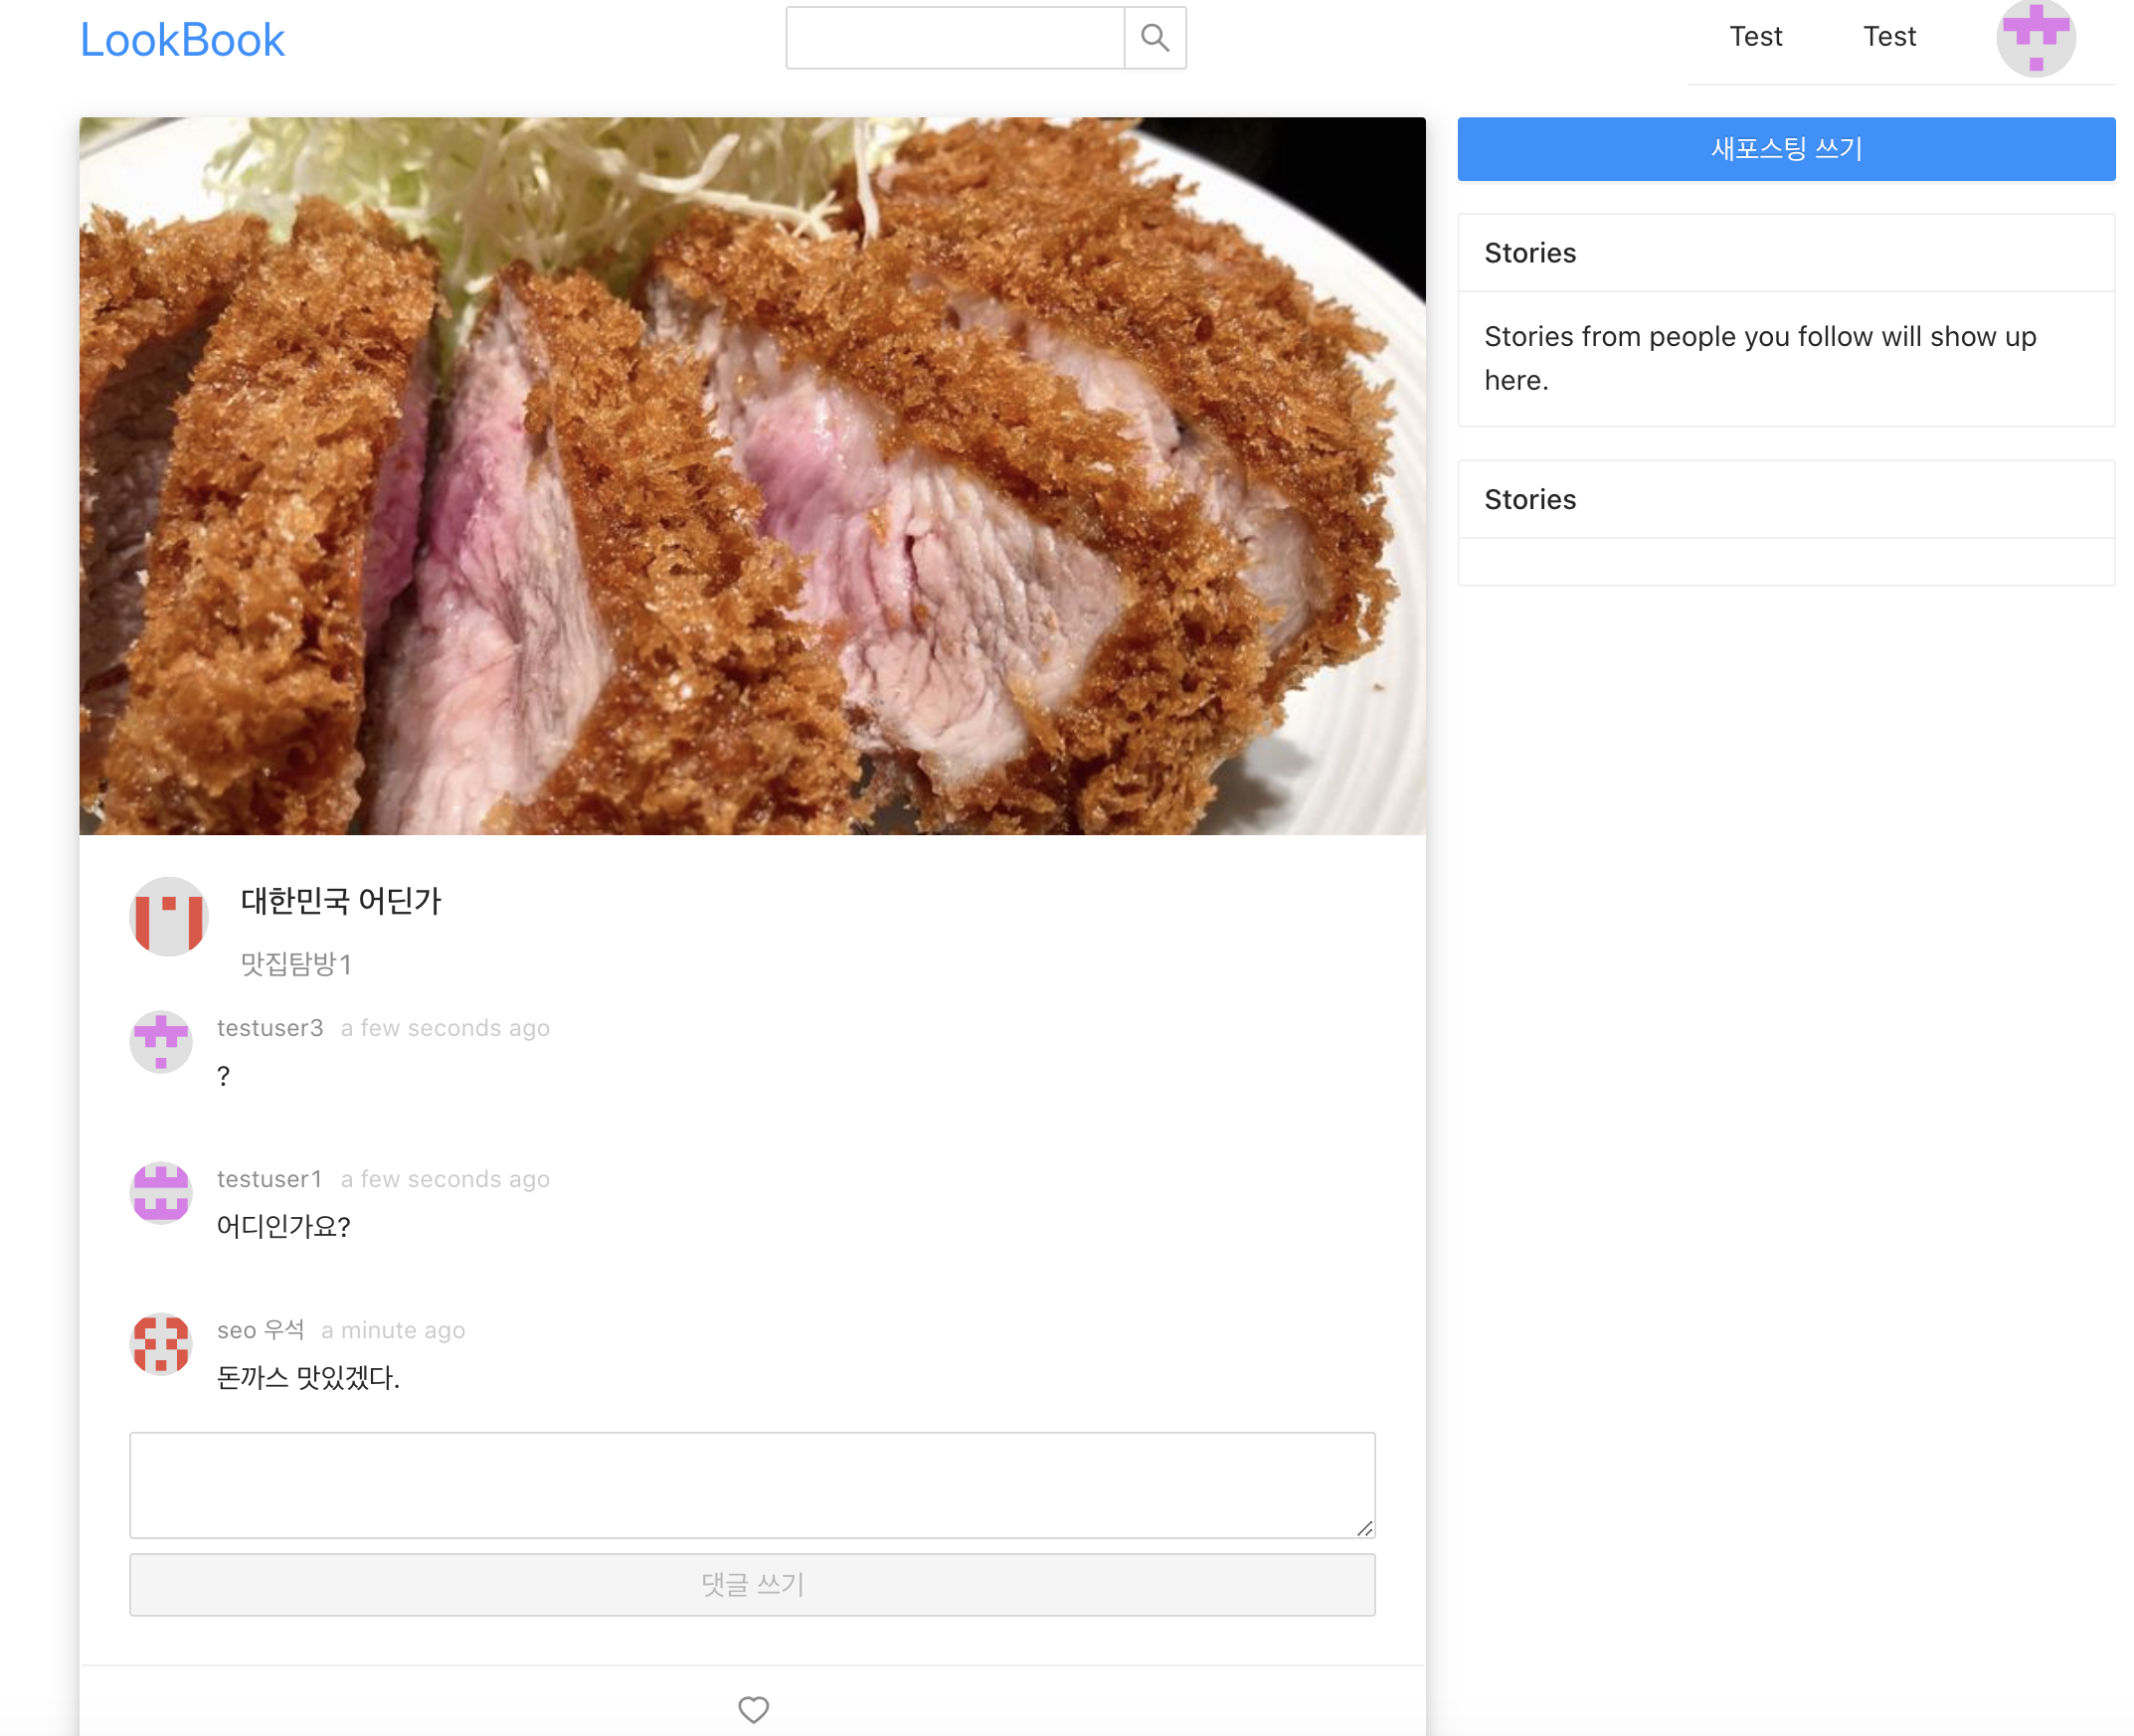 LookBook
Test Test
새포스팅 쓰기
Stories
Stories from people you follow will show up
here.
Stories
대한민국 어딘가
맛집탐방1
testuser3 a few seconds ago
?
testuser1 a few seconds ago
어디인가요?
seo 우석 a minute ago
돈까스 맛있겠다.
댓글 쓰기